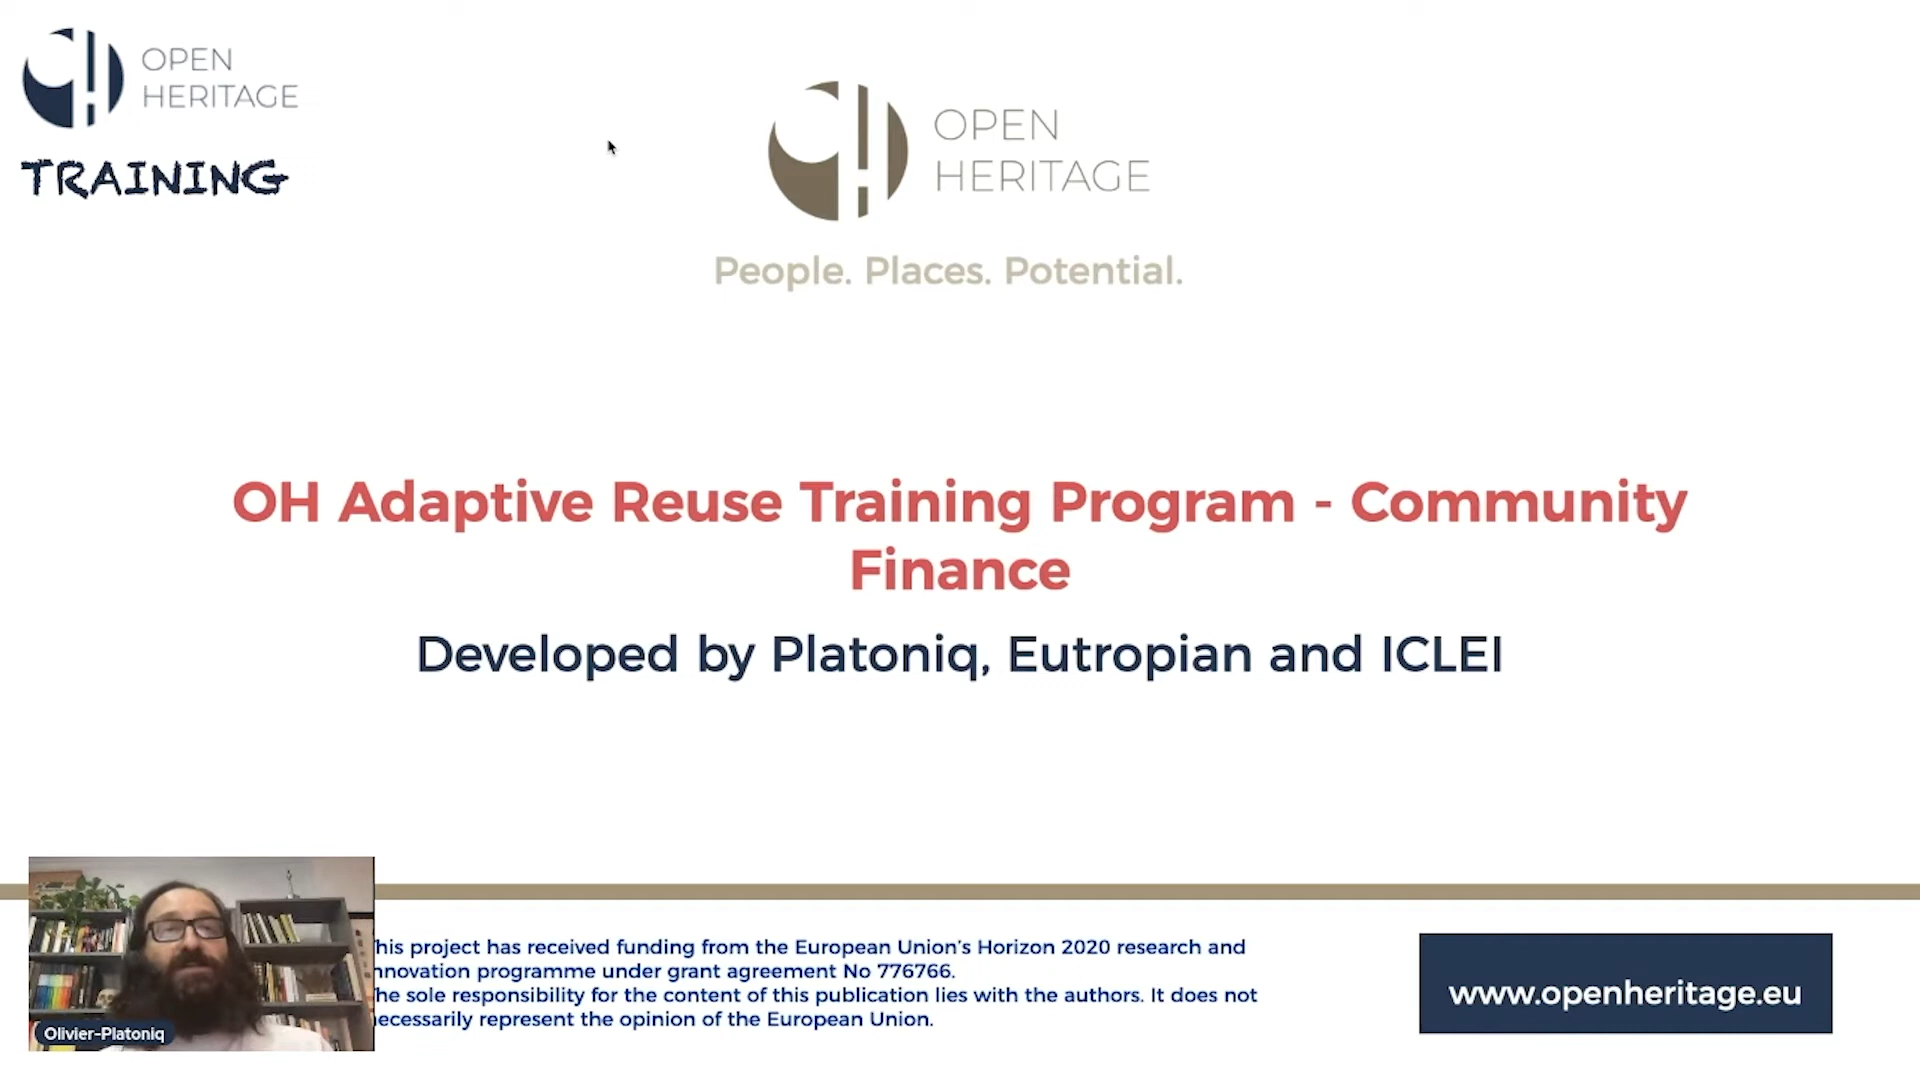 OPEN
HERITAGE
TRAINING
OPEN
HERITAGE
People. Places. Potential.
OH Adaptive Reuse Training Program - Community
Finance
Developed by Platoniq, Eutropian and ICLEI
his project has received funding from the European Union's Horizon 2020 research and
nnovation programme under grant agreement No 776766.
he sole responsibility for the content of this publication lies with the authors. It does not
ecessarily represent the opinion of the European Union.
www.openheritage.eu
Olivier-Platoniq